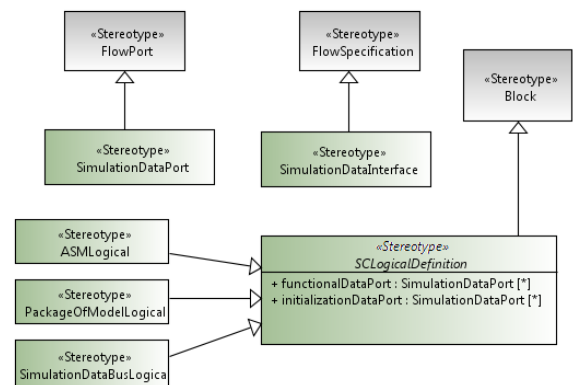 «Stereotype»
FlowPort
«Stereotype»
FlowSpecification
«Stereotype»
Block
«Stereotype»
SimulationDataPort
«Stereotype»
SimulationDataInterface
«Stereotype»
ASMLogical
«Stereotype»
PackageOfModelLogical
«Stereotype»
SimulationDataBusLogica
«Stereotype»
SCLogicalDefinition
+ functionalDataPort : SimulationDataPort [*]
+ initializationDataPort : SimulationDataPort [*]